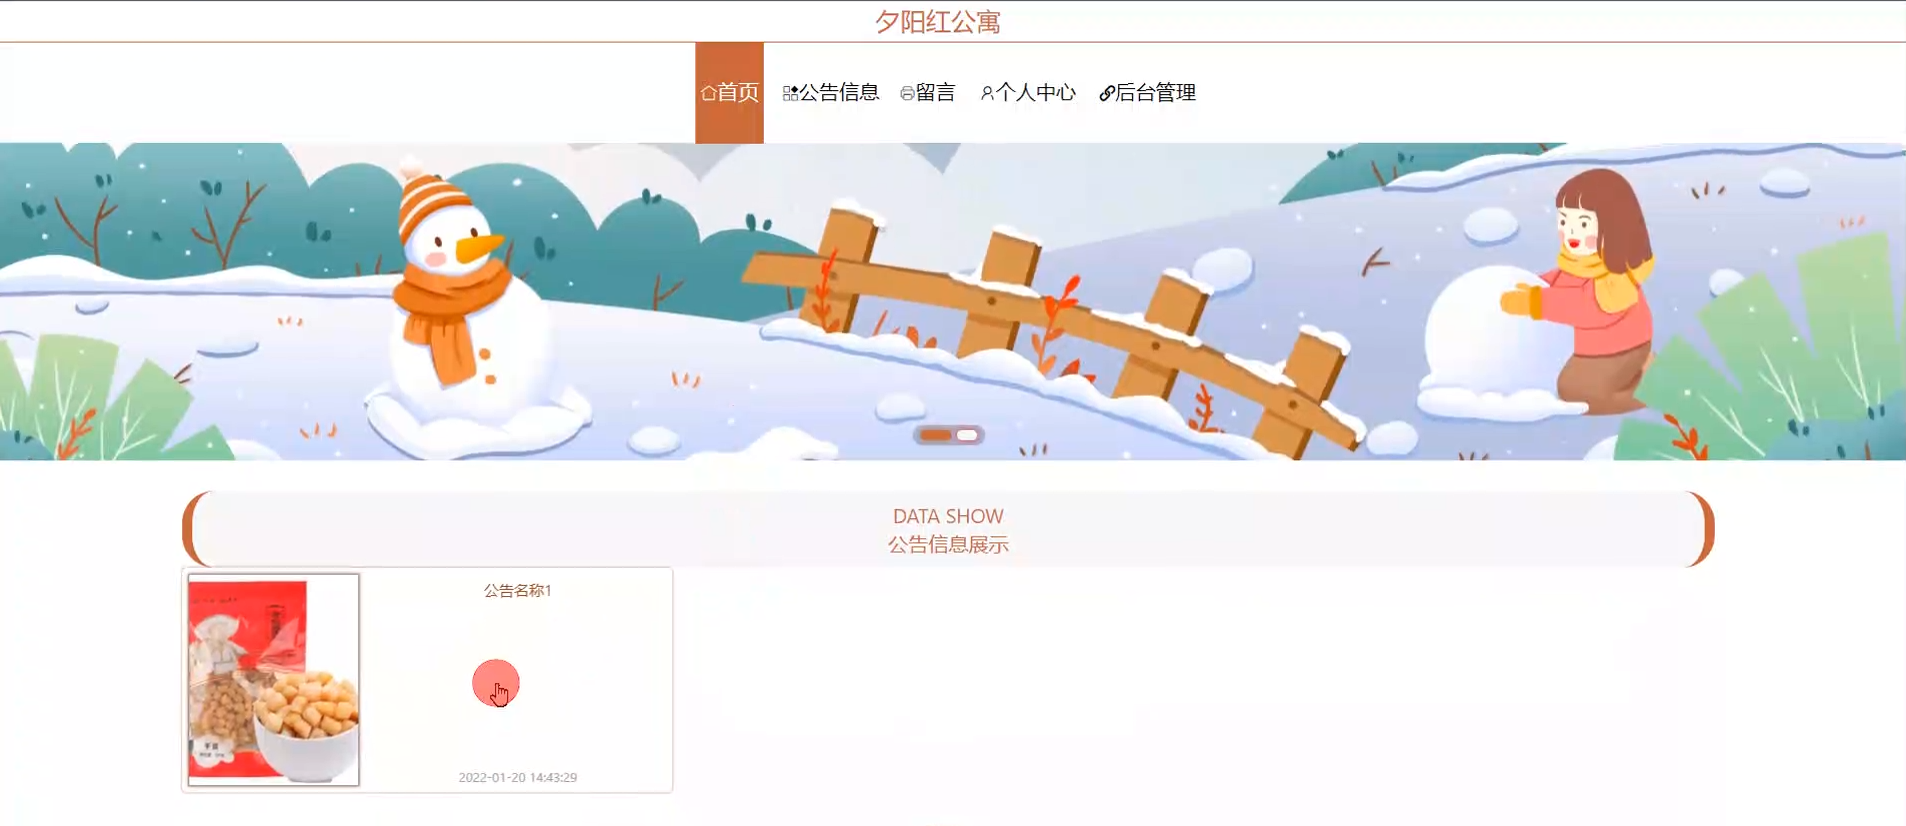 夕阳红公寓
首页 公告信息 留言 个人中心 后台管理
DATA SHOW
公告信息展示
公告名称1
2022-01-20 14:43:29